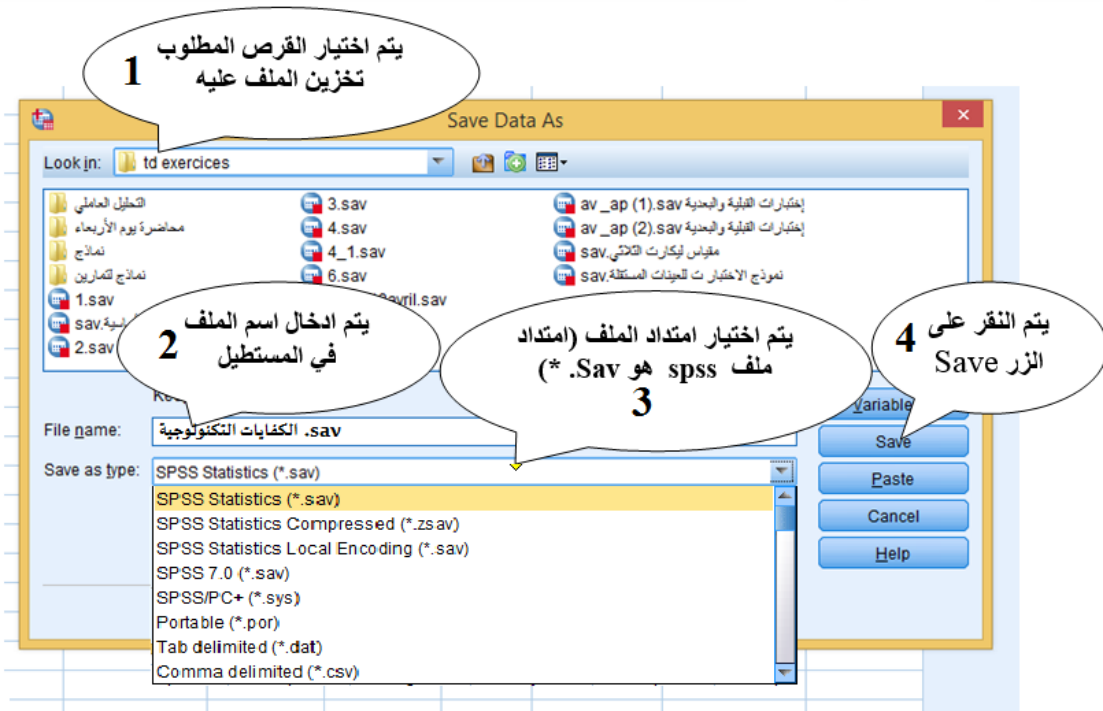 يتم اختيار القرص المطلوب
تخزين الملف عليه
1
Save Data As
Look in: td exercices
التحليل العاملي
محاضرة يوم الأربعاء
نماذج
نماذج لتمارين
1.sav
2.sav
3.sav
4.sav
4_1.sav
6.sav
avril.sav
إختبارات القبلية والبعدية av _ap (1).sav
إختبارات القبلية والبعدية av _ap (2).sav
مقياس ليكارت الثلاثي.sav
نموذج الاختبار ت للعينات المستقلة.sav
يتم ادخال اسم الملف
في المستطيل
2
يتم اختيار امتداد الملف (امتداد
ملف spss هو Sav. *)
3
يتم النقر على
الزر Save
4
File name: الكفايات التكنولوجية .sav
Save as type: SPSS Statistics (*.sav)
SPSS Statistics (*.sav)
SPSS Statistics Compressed (*.zsav)
SPSS Statistics Local Encoding (*.sav)
SPSS 7.0 (*.sav)
SPSS/PC+ (*.sys)
Portable (*.por)
Tab delimited (*.dat)
Comma delimited (*.csv)
Variable
Save
Paste
Cancel
Help